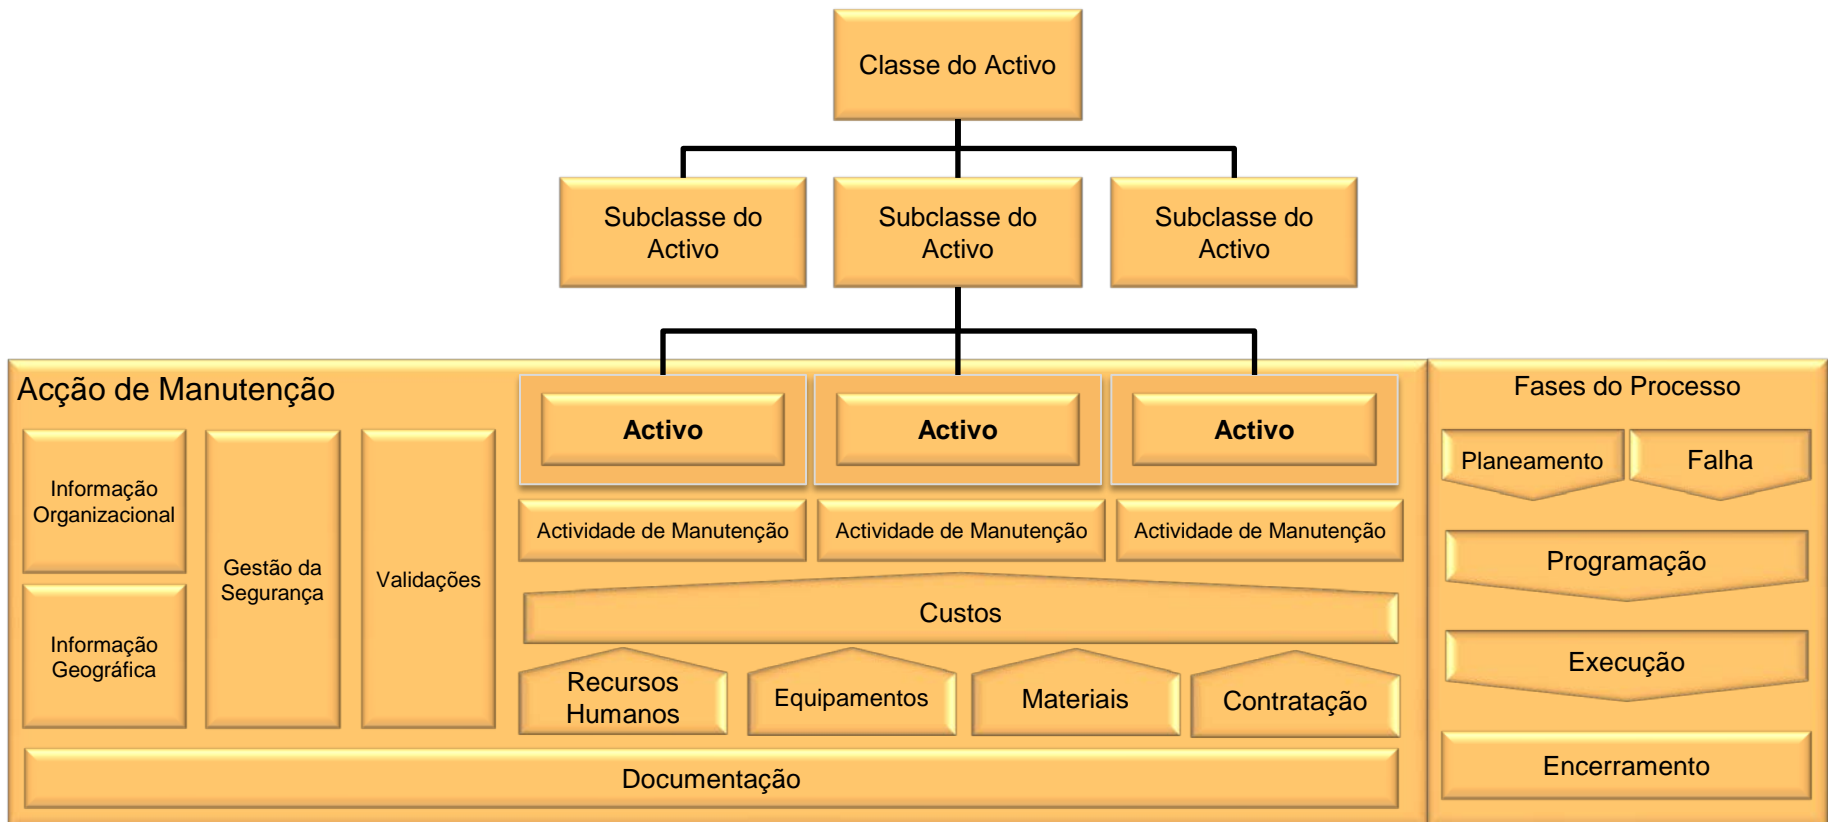 Classe do Activo
Subclasse do
Activo
Subclasse do
Activo
Subclasse do
Activo
Acção de Manutenção
Activo
Activo
Activo
Informação
Organizacional
Informação
Geográfica
Gestão da
Segurança
Validações
Actividade de Manutenção
Actividade de Manutenção
Actividade de Manutenção
Custos
Recursos
Humanos
Equipamentos
Materiais
Contratação
Documentação
Fases do Processo
Planeamento
Falha
Programação
Execução
Encerramento